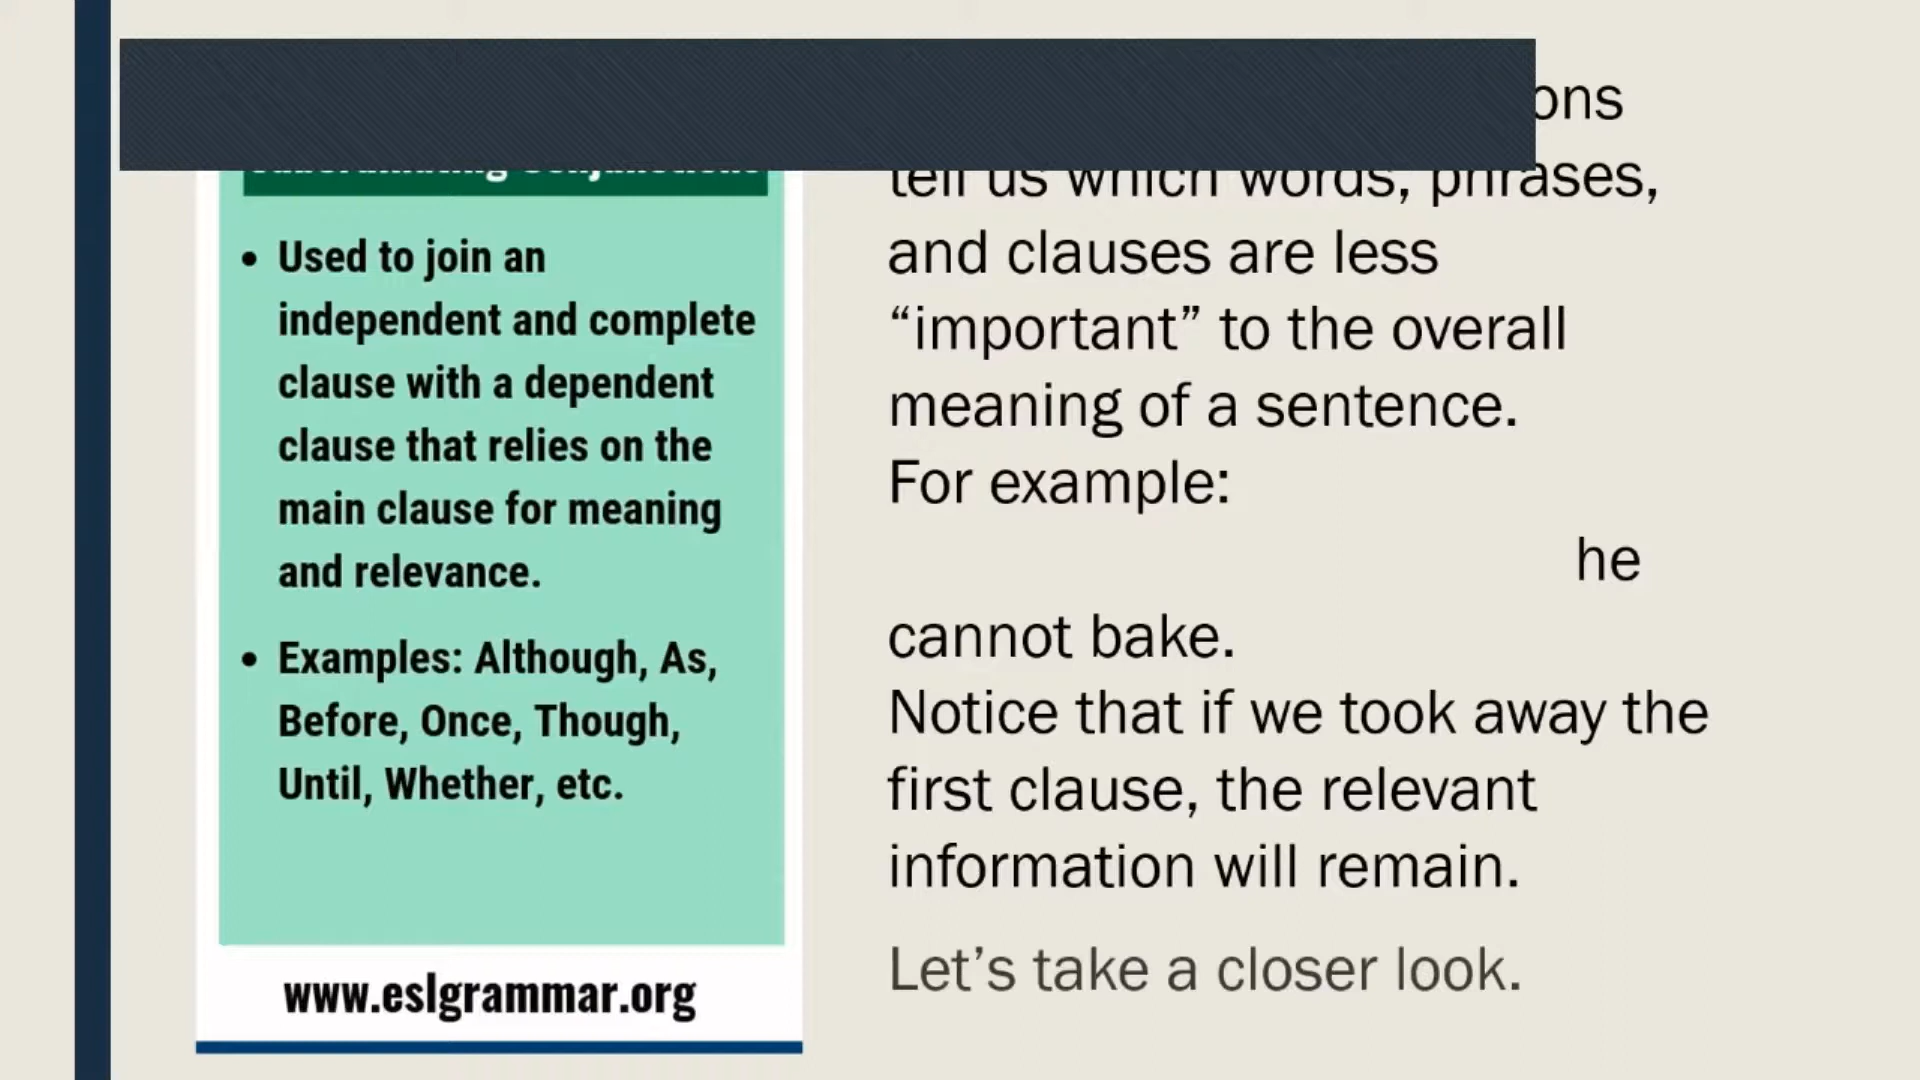 Used to join an
independent and complete
clause with a dependent
clause that relies on the
main clause for meaning
and relevance.
Examples: Although, As,
Before, Once, Though,
Until, Whether, etc.
www.eslgrammar.org
ons
tell us which words, phrases,
and clauses are less
“important” to the overall
meaning of a sentence.
For example:
he
cannot bake.
Notice that if we took away the
first clause, the relevant
information will remain.
Let’s take a closer look.